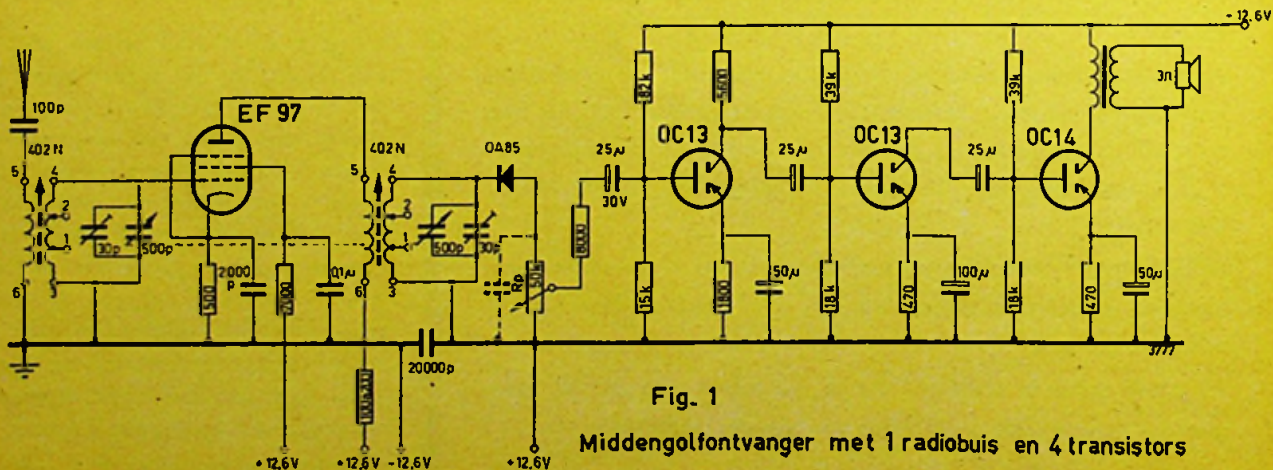 - 12,6V
100p
EF 97
402 N
402 N
OA85
82k
5600
39k
39k
3Л
OC13
OC13
OC14
25µ
30V
25µ
25µ
5
4
2
1
6
3
30p
500p
5
4
2
1
6
3
500p
30p
2000
p
0,1µ
500
Rp
50k
15k
1800
50µ
18k
470
100µ
18k
470
50µ
20000p
3777
+12,6V
+12,6V
-12,6V
+12,6V
Fig. 1
Middengolfontvanger met 1 radiobuis en 4 transistors